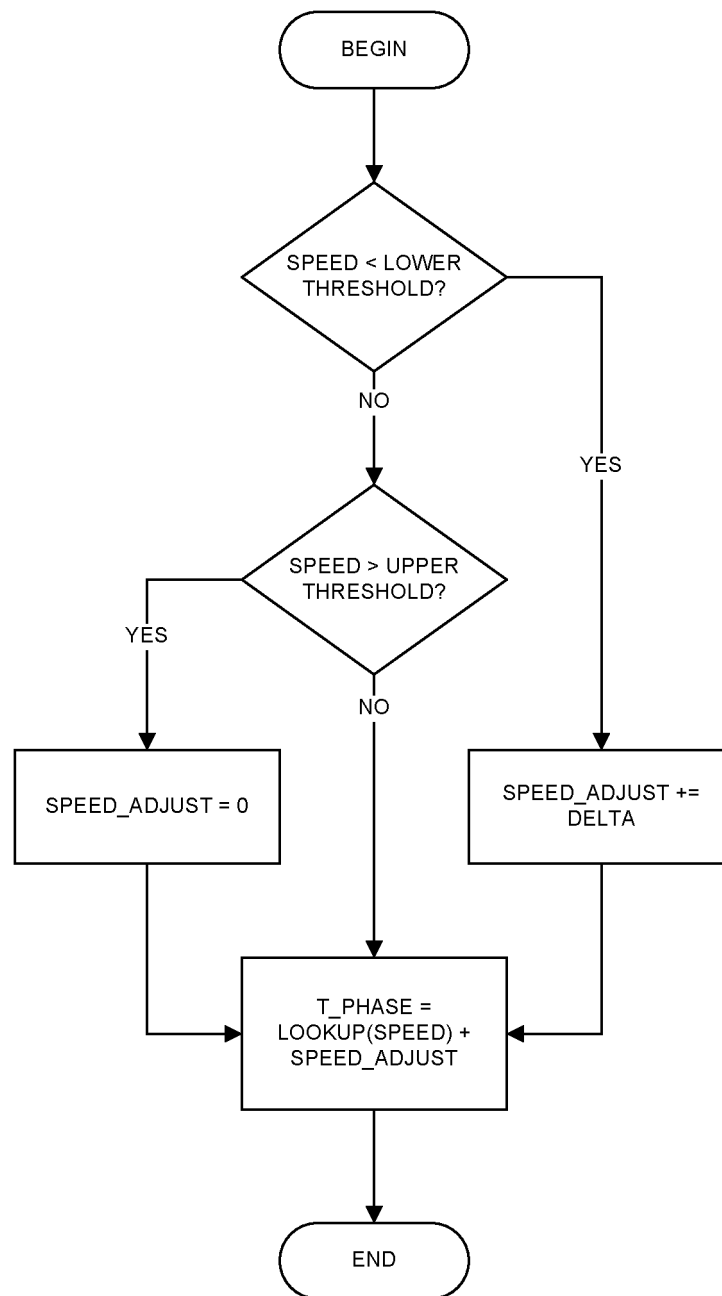 BEGIN
SPEED < LOWER
THRESHOLD?
NO
YES
SPEED > UPPER
THRESHOLD?
YES
NO
SPEED_ADJUST = 0
SPEED_ADJUST +=
DELTA
T_PHASE =
LOOKUP(SPEED) +
SPEED_ADJUST
END